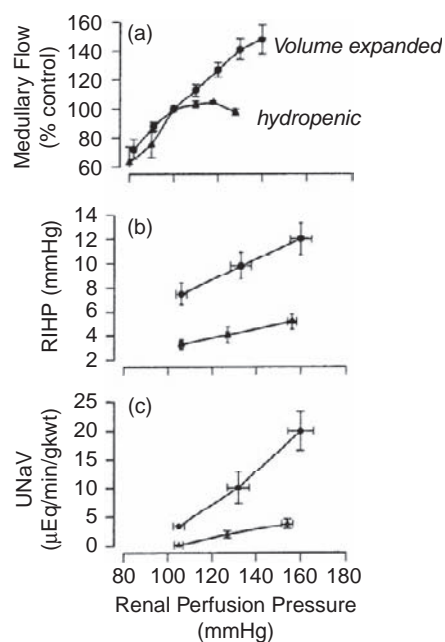 (a)
Medullary Flow
(% control)
160
140
120
100
80
60
Volume expanded
hydropenic
(b)
RIHP (mmHg)
14
12
10
8
6
4
2
(c)
UNaV
(μEq/min/gkwt)
25
20
15
10
5
0
80 100 120 140 160 180
Renal Perfusion Pressure
(mmHg)